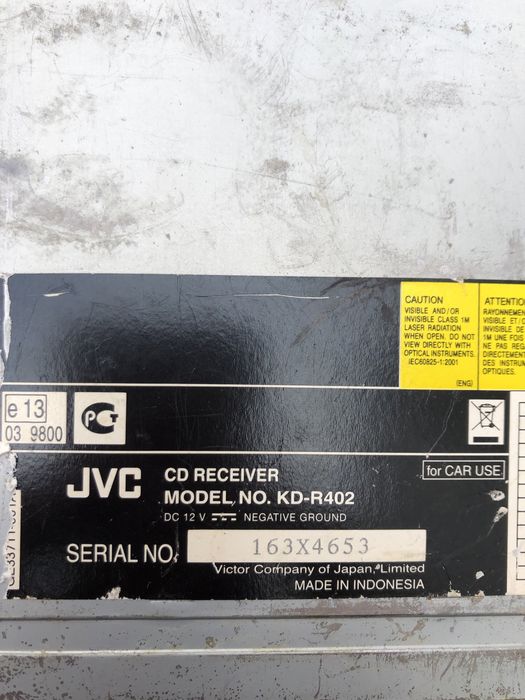 CAUTION
VISIBLE AND/OR
INVISIBLE CLASS 1M
LASER RADIATION
WHEN OPEN. DO NOT
VIEW DIRECTLY WITH
OPTICAL INSTRUMENTS.
IEC60825-1:2001
(ENG)
ATTENTIO
RAYONNEMEN
VISIBLE ET/O
INVISIBLE DE
1M UNE FOIS
NE PAS REG
DIRECTEMENT
DES INSTRUM
OPTIQUES.
e 13
03 9800
JVC
CD RECEIVER
for CAR USE
MODEL NO. KD-R402
DC 12 V NEGATIVE GROUND
SERIAL NO. 163X4653
Victor Company of Japan, Limited
MADE IN INDONESIA